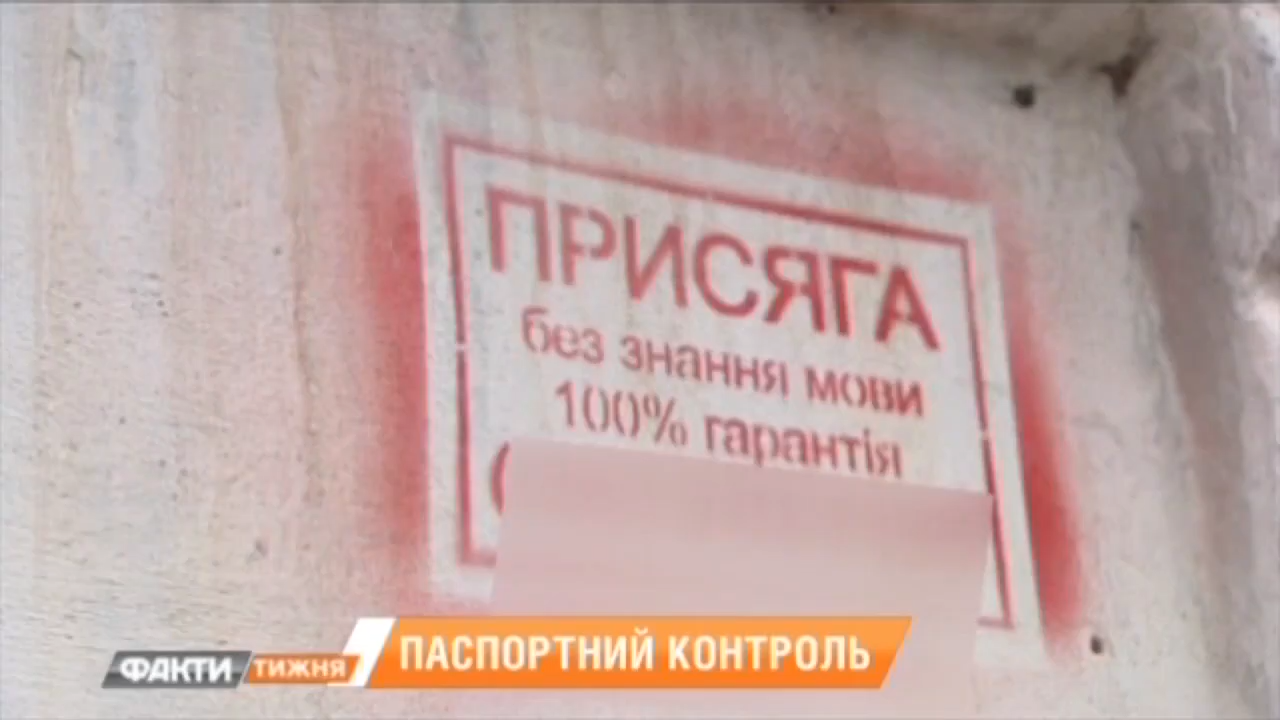 ПРИСЯГА
без знання мови
100% гарантія
ФАКТИ ТИЖНЯ
ПАСПОРТНИЙ КОНТРОЛЬ